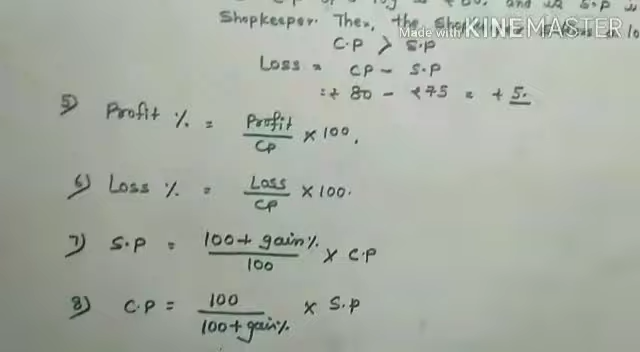 Shopkeeper. Then, the
Made with KINEMASTER
C.P > S.P
Loss = CP - S.P
= ₹ 80 - ₹75 = ₹ 5.
5) Profit % = Profit/CP × 100.
6) Loss % = Loss/CP × 100.
7) S.P = 100+ gain%/100 × C.P
8) C.P = 100/100+gain% × S.P